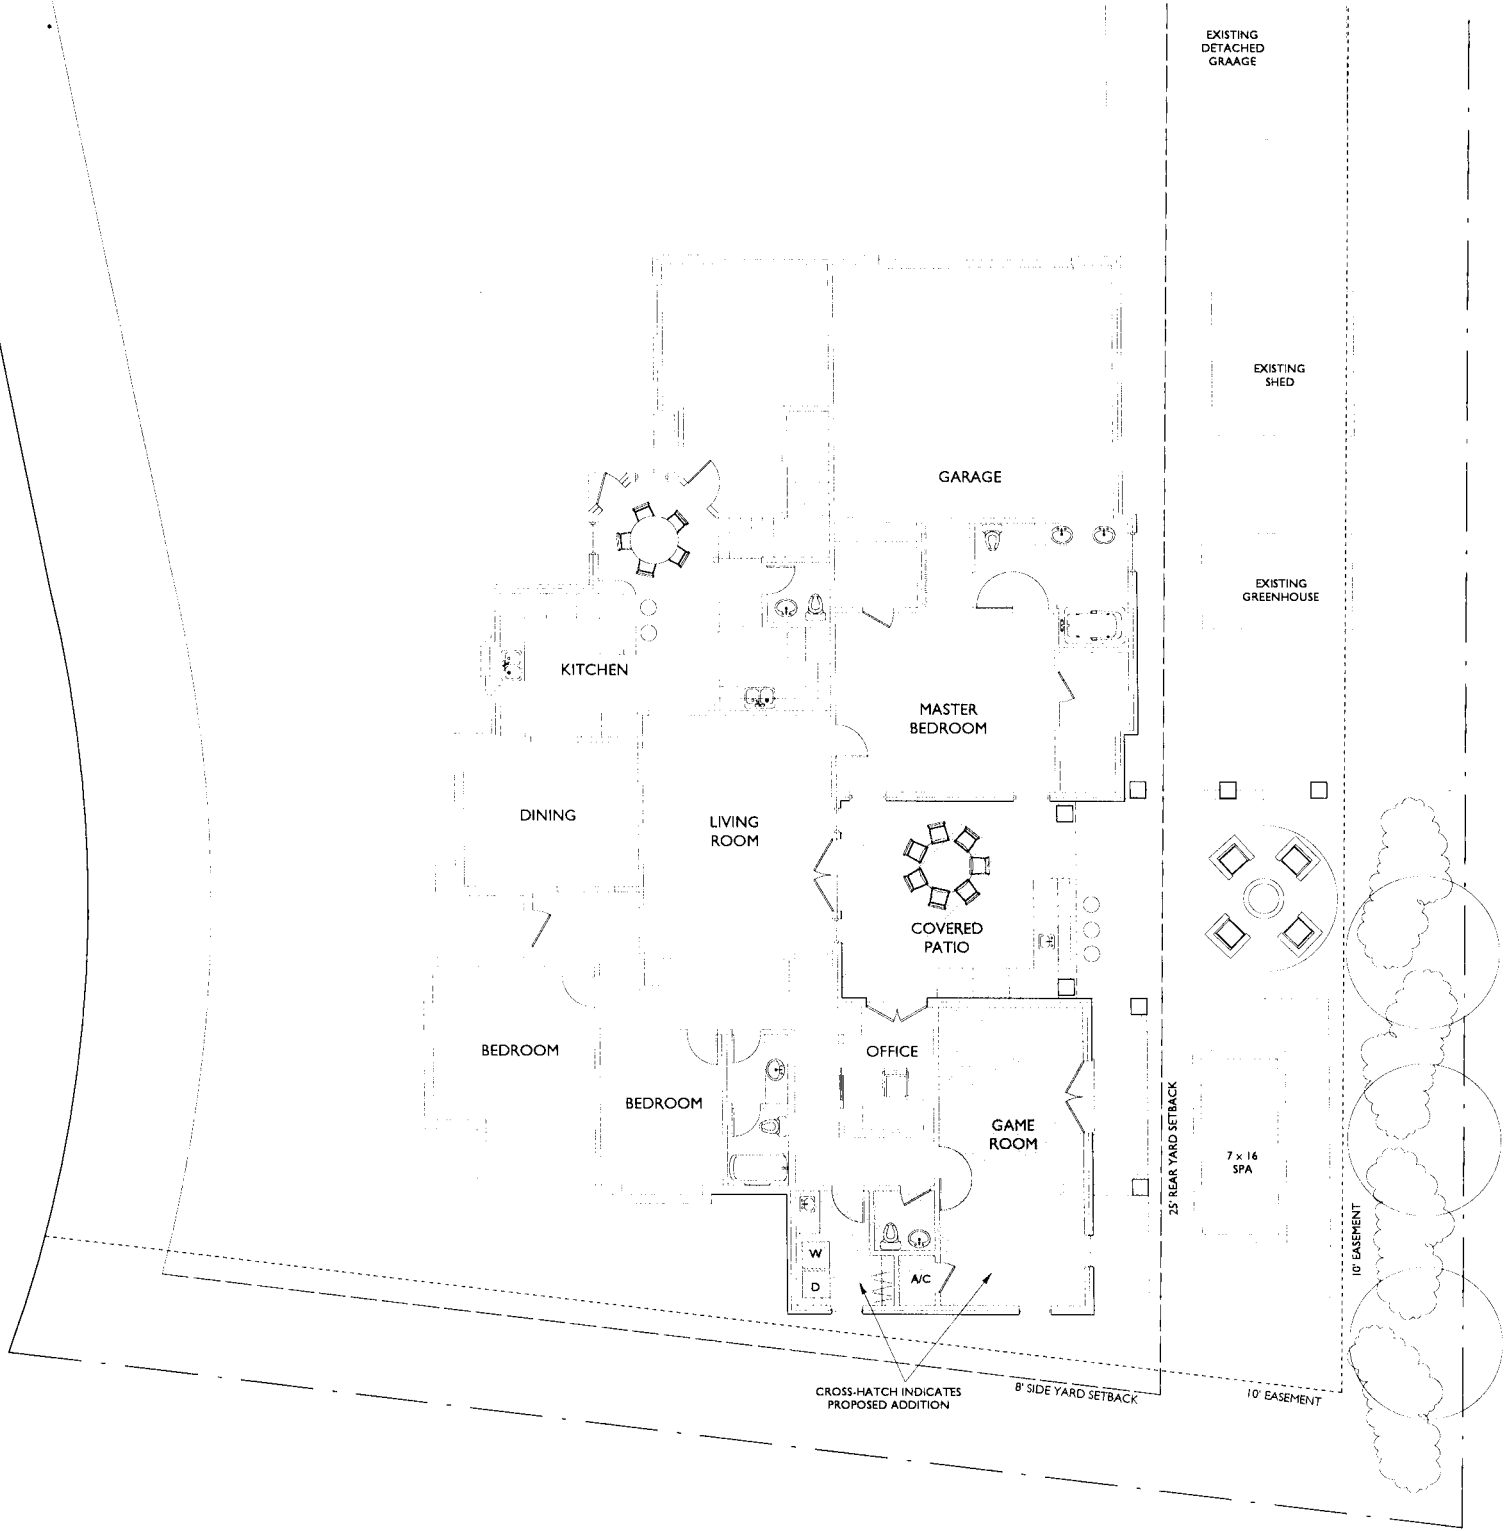 EXISTING
DETACHED
GRAAGE
EXISTING
SHED
GARAGE
EXISTING
GREENHOUSE
KITCHEN
MASTER
BEDROOM
DINING
LIVING
ROOM
COVERED
PATIO
BEDROOM
OFFICE
BEDROOM
GAME
ROOM
25' REAR YARD SETBACK
7 x 16
SPA
10' EASEMENT
W
D
A/C
CROSS-HATCH INDICATES
PROPOSED ADDITION
8' SIDE YARD SETBACK
10' EASEMENT